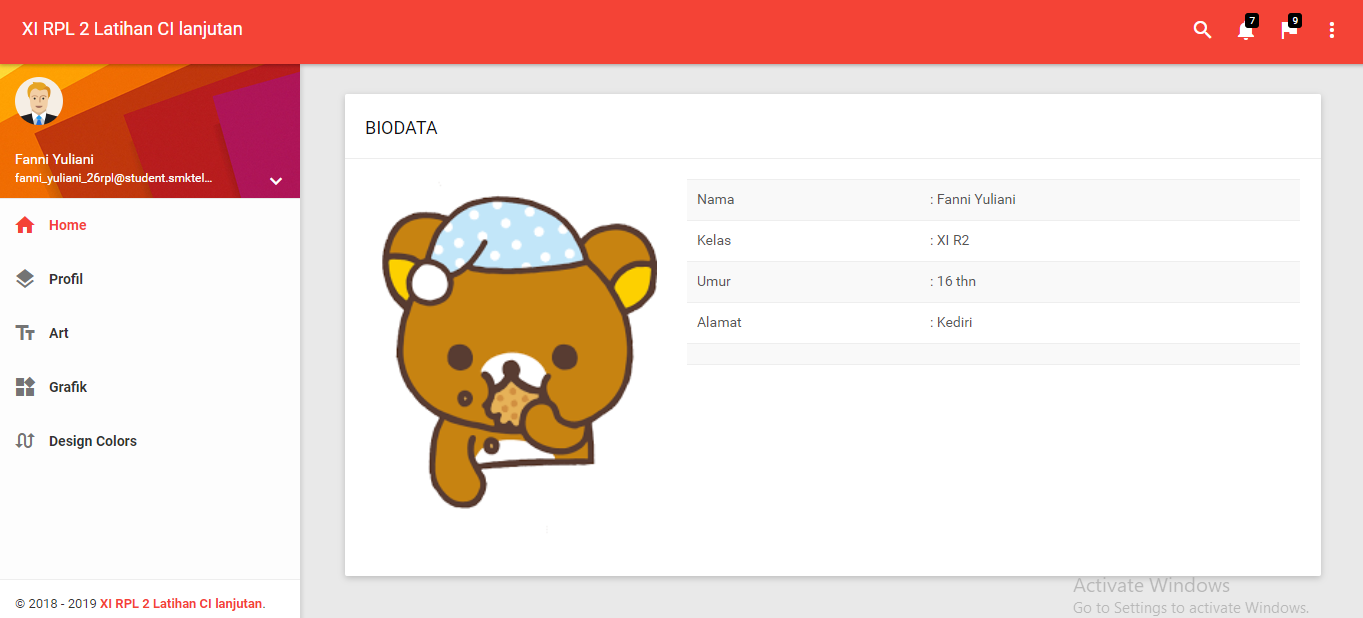 XI RPL 2 Latihan CI lanjutan
7
9
Fanni Yuliani
fanni_yuliani_26rpl@student.smktel...
Home
Profil
Art
Grafik
Design Colors
© 2018 - 2019 XI RPL 2 Latihan CI lanjutan.
BIODATA
Nama : Fanni Yuliani
Kelas : XI R2
Umur : 16 thn
Alamat : Kediri
Activate Windows
Go to Settings to activate Windows.